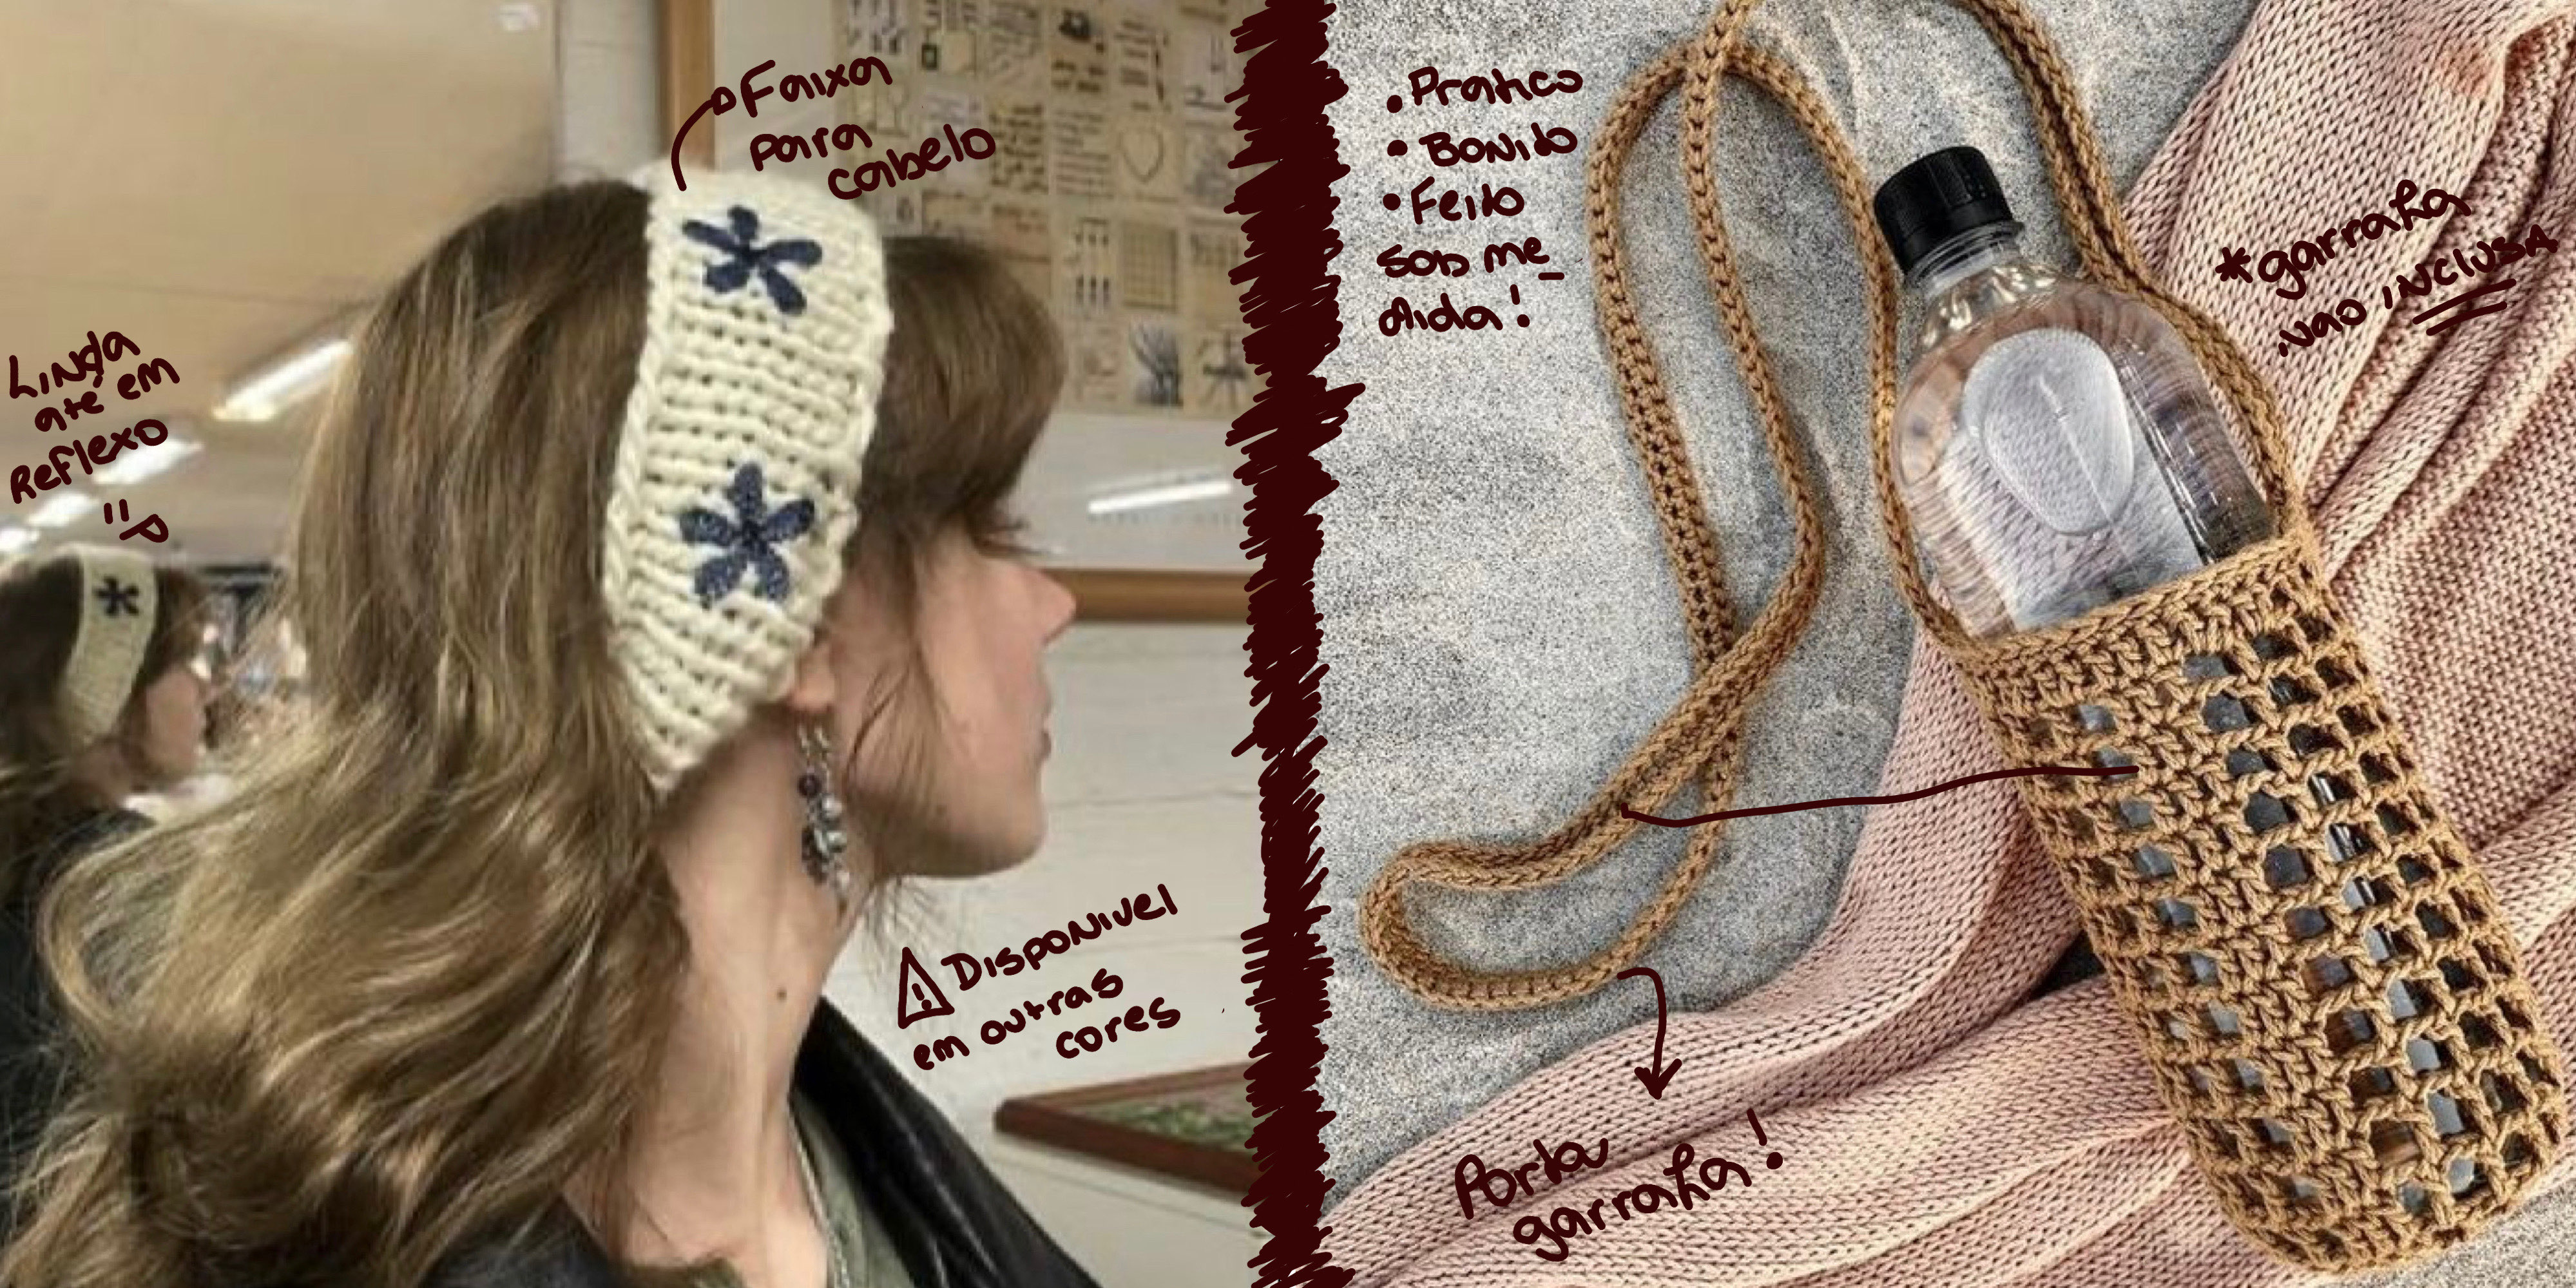 Faixa
para
cabelo
Linda
até em
Reflexo
=P
⚠ Disponivel
em outras
cores
• Pratico
• Bonito
• Feito
sob me_
dida!
*garrafa
não inclusa
Porta
garrafa!